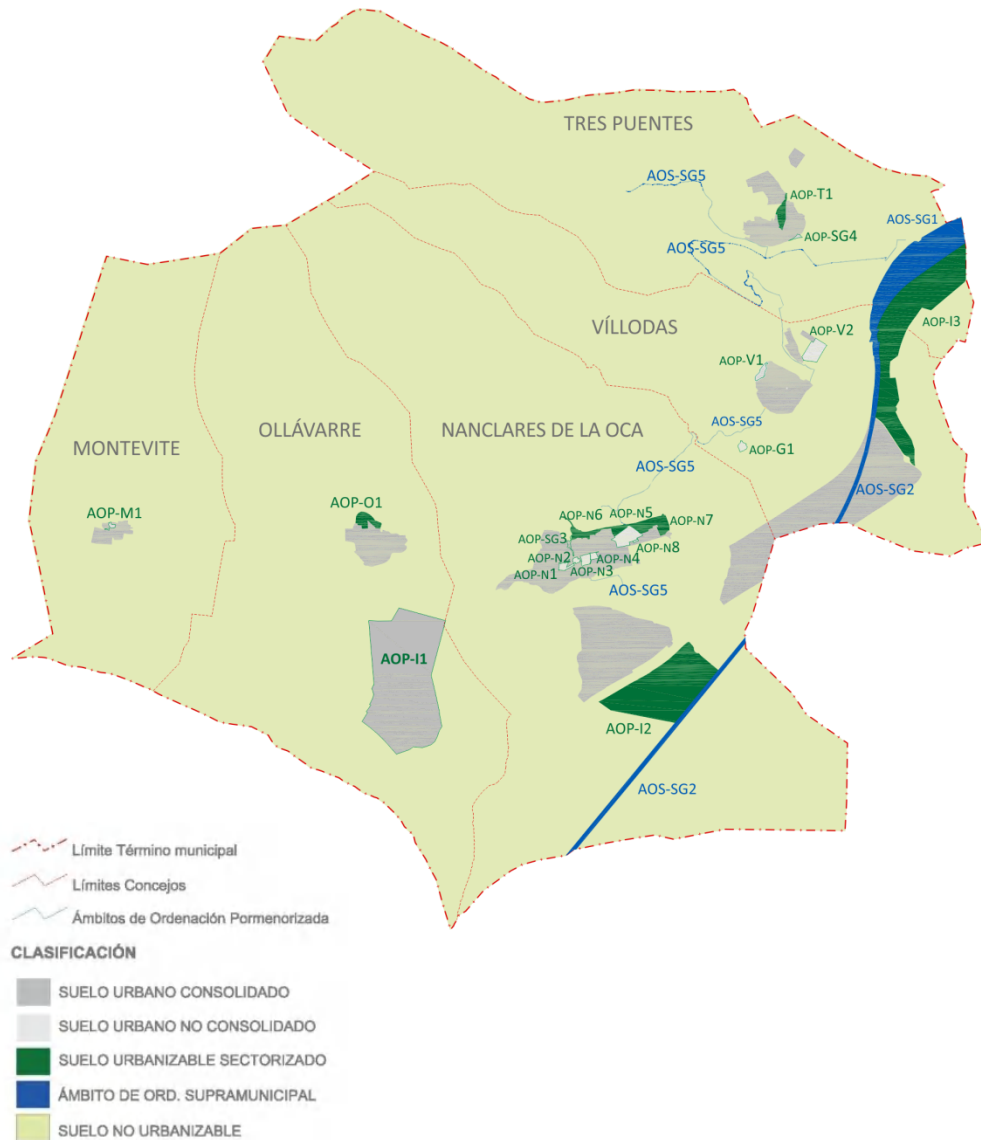 TRES PUENTES
AOS-SG5
AOP-T1
AOS-SG1
AOP-SG4
AOS-SG5
AOP-I3
VÍLLODAS
AOP-V2
AOP-V1
AOS-SG5
MONTEVITE
OLLÁVARRE
NANCLARES DE LA OCA
AOP-G1
AOS-SG5
AOS-SG2
AOP-M1
AOP-O1
AOP-N6
AOP-N5
AOP-N7
AOP-SG3
AOP-N8
AOP-N2
AOP-N4
AOP-N1
AOP-N3
AOS-SG5
AOP-I1
AOP-I2
AOS-SG2
Límite Término municipal
Límites Concejos
Ámbitos de Ordenación Pormenorizada
CLASIFICACIÓN
SUELO URBANO CONSOLIDADO
SUELO URBANO NO CONSOLIDADO
SUELO URBANIZABLE SECTORIZADO
ÁMBITO DE ORD. SUPRAMUNICIPAL
SUELO NO URBANIZABLE